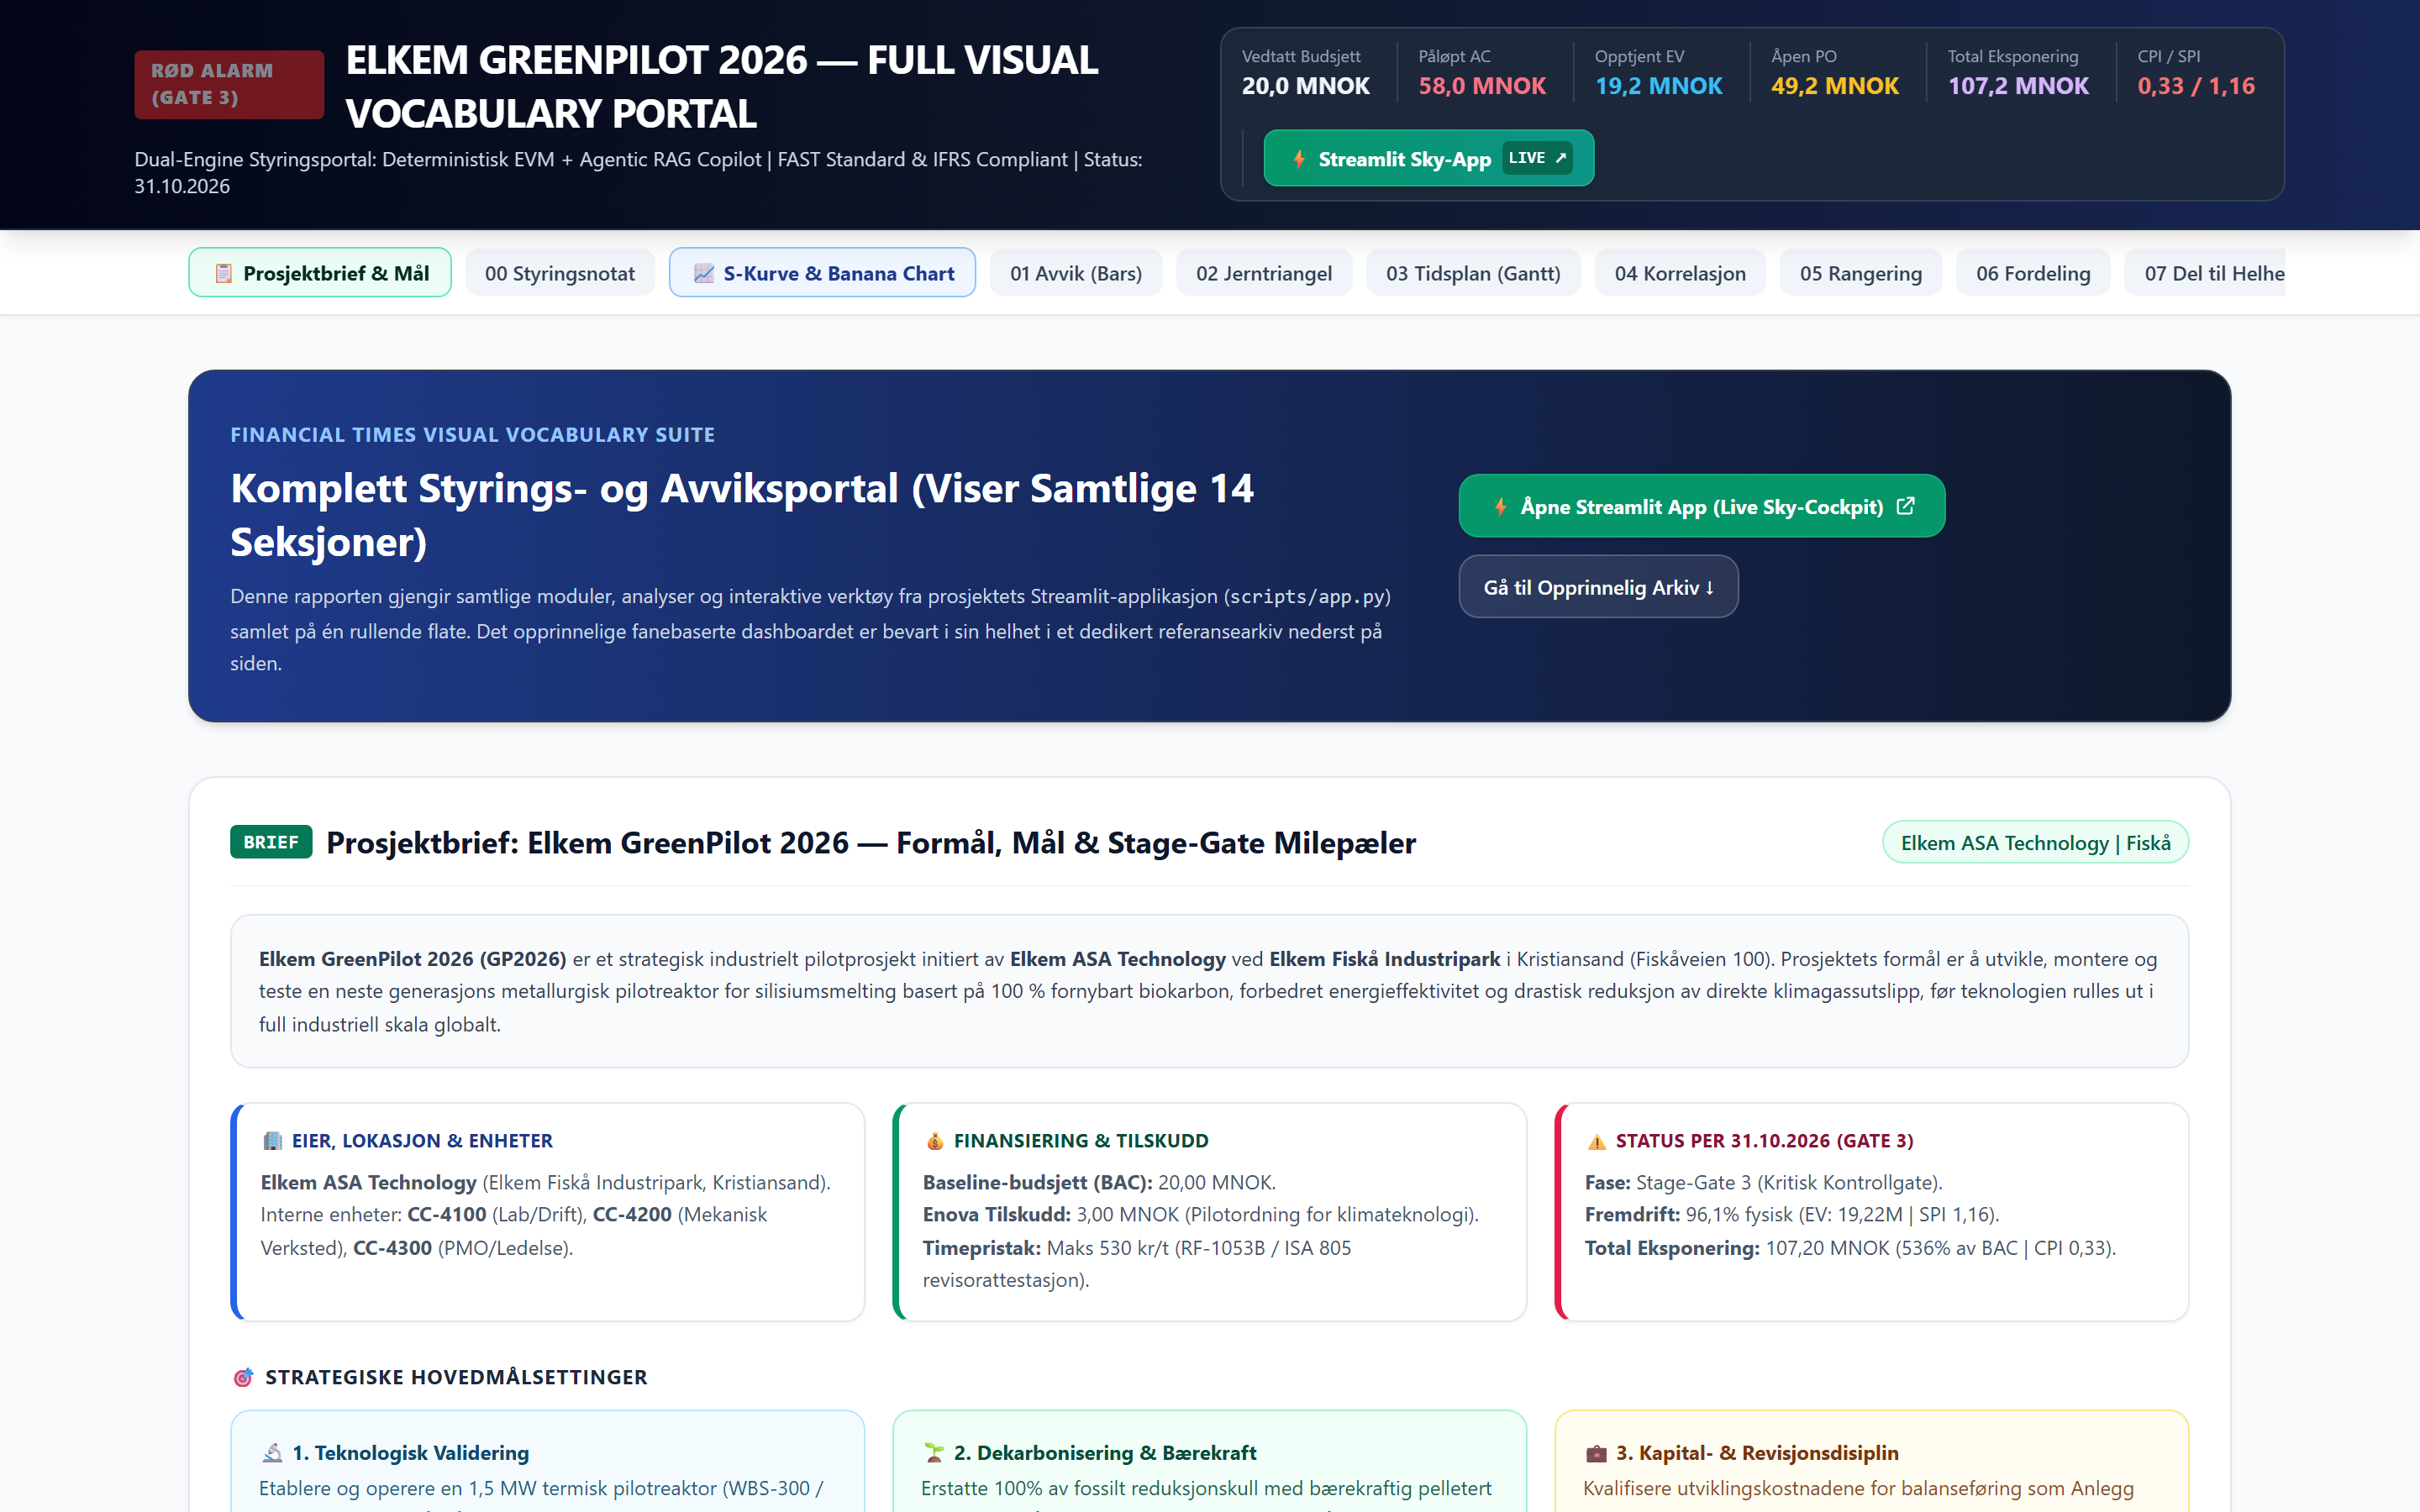 RØD ALARM
(GATE 3)
ELKEM GREENPILOT 2026 — FULL VISUAL
VOCABULARY PORTAL
Dual-Engine Styringsportal: Deterministisk EVM + Agentic RAG Copilot | FAST Standard & IFRS Compliant | Status:
31.10.2026
Vedtatt Budsjett
20,0 MNOK
Påløpt AC
58,0 MNOK
Opptjent EV
19,2 MNOK
Åpen PO
49,2 MNOK
Total Eksponering
107,2 MNOK
CPI / SPI
0,33 / 1,16
Streamlit Sky-App LIVE ↗
Prosjektbrief & Mål
00 Styringsnotat
S-Kurve & Banana Chart
01 Avvik (Bars)
02 Jerntriangel
03 Tidsplan (Gantt)
04 Korrelasjon
05 Rangering
06 Fordeling
07 Del til Helhe
FINANCIAL TIMES VISUAL VOCABULARY SUITE
Komplett Styrings- og Avviksportal (Viser Samtlige 14
Seksjoner)
Denne rapporten gjengir samtlige moduler, analyser og interaktive verktøy fra prosjektets Streamlit-applikasjon (scripts/app.py)
samlet på én rullende flate. Det opprinnelige fanebaserte dashboardet er bevart i sin helhet i et dedikert referansearkiv nederst på
siden.
Åpne Streamlit App (Live Sky-Cockpit)
Gå til Opprinnelig Arkiv ↓
BRIEF Prosjektbrief: Elkem GreenPilot 2026 — Formål, Mål & Stage-Gate Milepæler
Elkem ASA Technology | Fiskå
Elkem GreenPilot 2026 (GP2026) er et strategisk industrielt pilotprosjekt initiert av Elkem ASA Technology ved Elkem Fiskå Industripark i Kristiansand (Fiskåveien 100). Prosjektets formål er å utvikle, montere og
teste en neste generasjons metallurgisk pilotreaktor for silisiumsmelting basert på 100 % fornybart biokarbon, forbedret energieffektivitet og drastisk reduksjon av direkte klimagassutslipp, før teknologien rulles ut i
full industriell skala globalt.
EIER, LOKASJON & ENHETER
Elkem ASA Technology (Elkem Fiskå Industripark, Kristiansand).
Interne enheter: CC-4100 (Lab/Drift), CC-4200 (Mekanisk
Verksted), CC-4300 (PMO/Ledelse).
FINANSIERING & TILSKUDD
Baseline-budsjett (BAC): 20,00 MNOK.
Enova Tilskudd: 3,00 MNOK (Pilotordning for klimateknologi).
Timepristak: Maks 530 kr/t (RF-1053B / ISA 805
revisorattestasjon).
STATUS PER 31.10.2026 (GATE 3)
Fase: Stage-Gate 3 (Kritisk Kontrollgate).
Fremdrift: 96,1% fysisk (EV: 19,22M | SPI 1,16).
Total Eksponering: 107,20 MNOK (536% av BAC | CPI 0,33).
STRATEGISKE HOVEDMÅLSETTINGER
1. Teknologisk Validering
Etablere og operere en 1,5 MW termisk pilotreaktor (WBS-300 /
2. Dekarbonisering & Bærekraft
Erstatte 100% av fossilt reduksjonskull med bærekraftig pelletert
3. Kapital- & Revisjonsdisiplin
Kvalifisere utviklingskostnadene for balanseføring som Anlegg